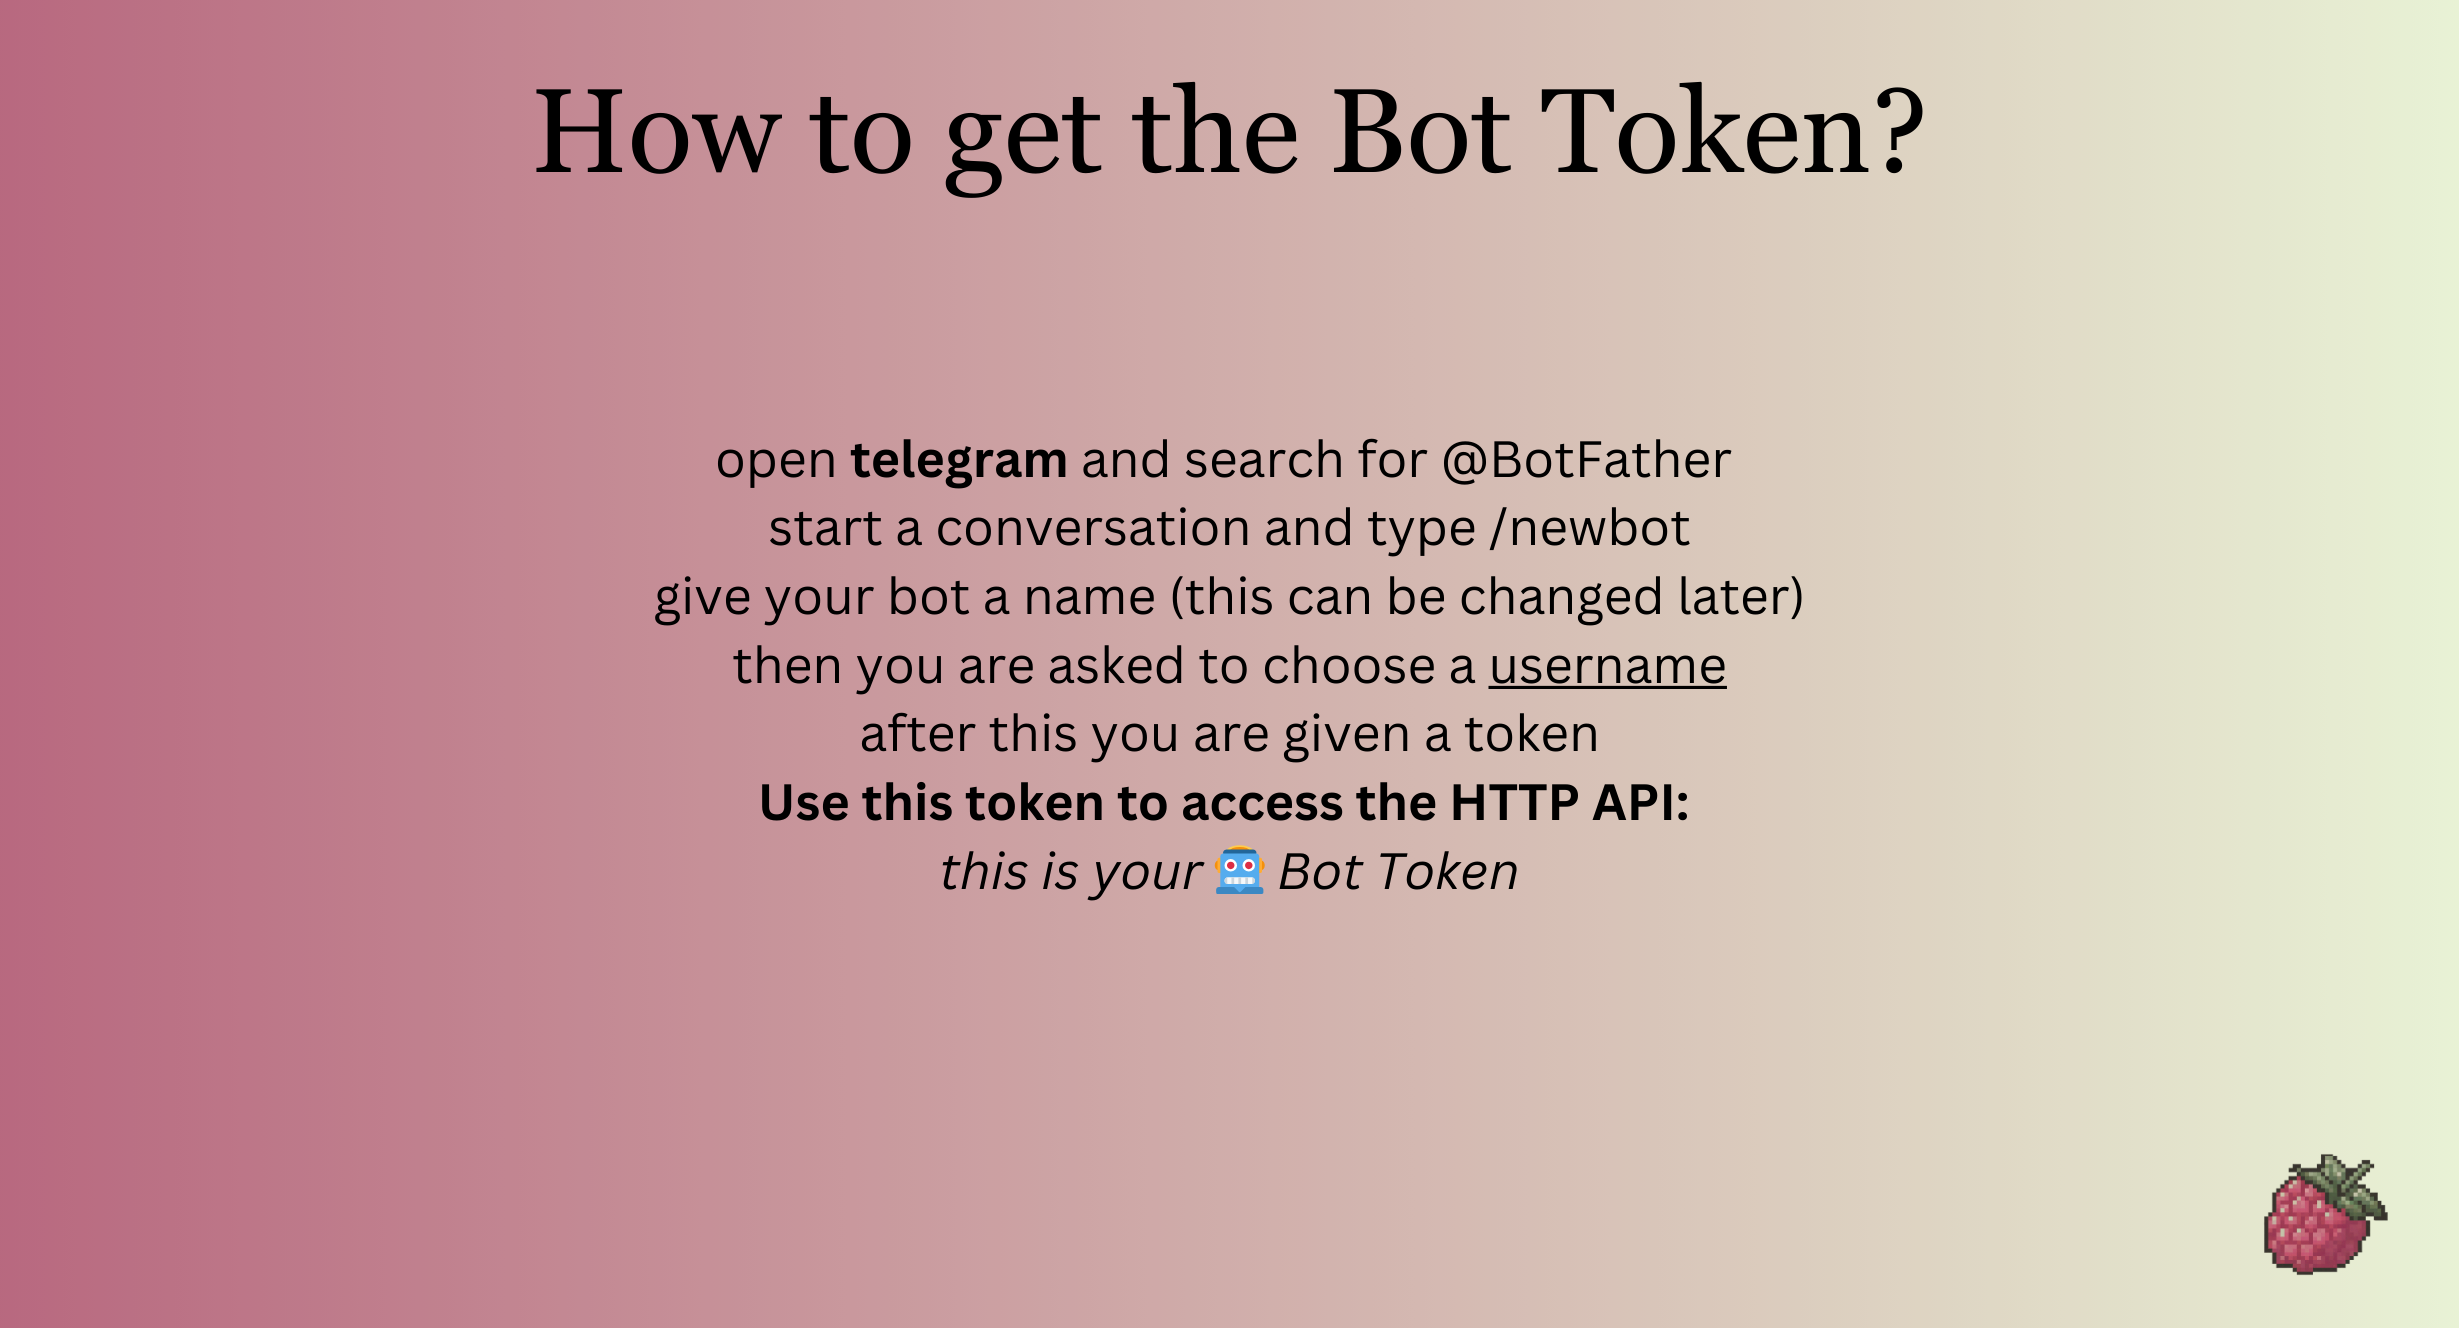 How to get the Bot Token?
open telegram and search for @BotFather
start a conversation and type /newbot
give your bot a name (this can be changed later)
then you are asked to choose a username
after this you are given a token
Use this token to access the HTTP API:
this is your 🤖 Bot Token